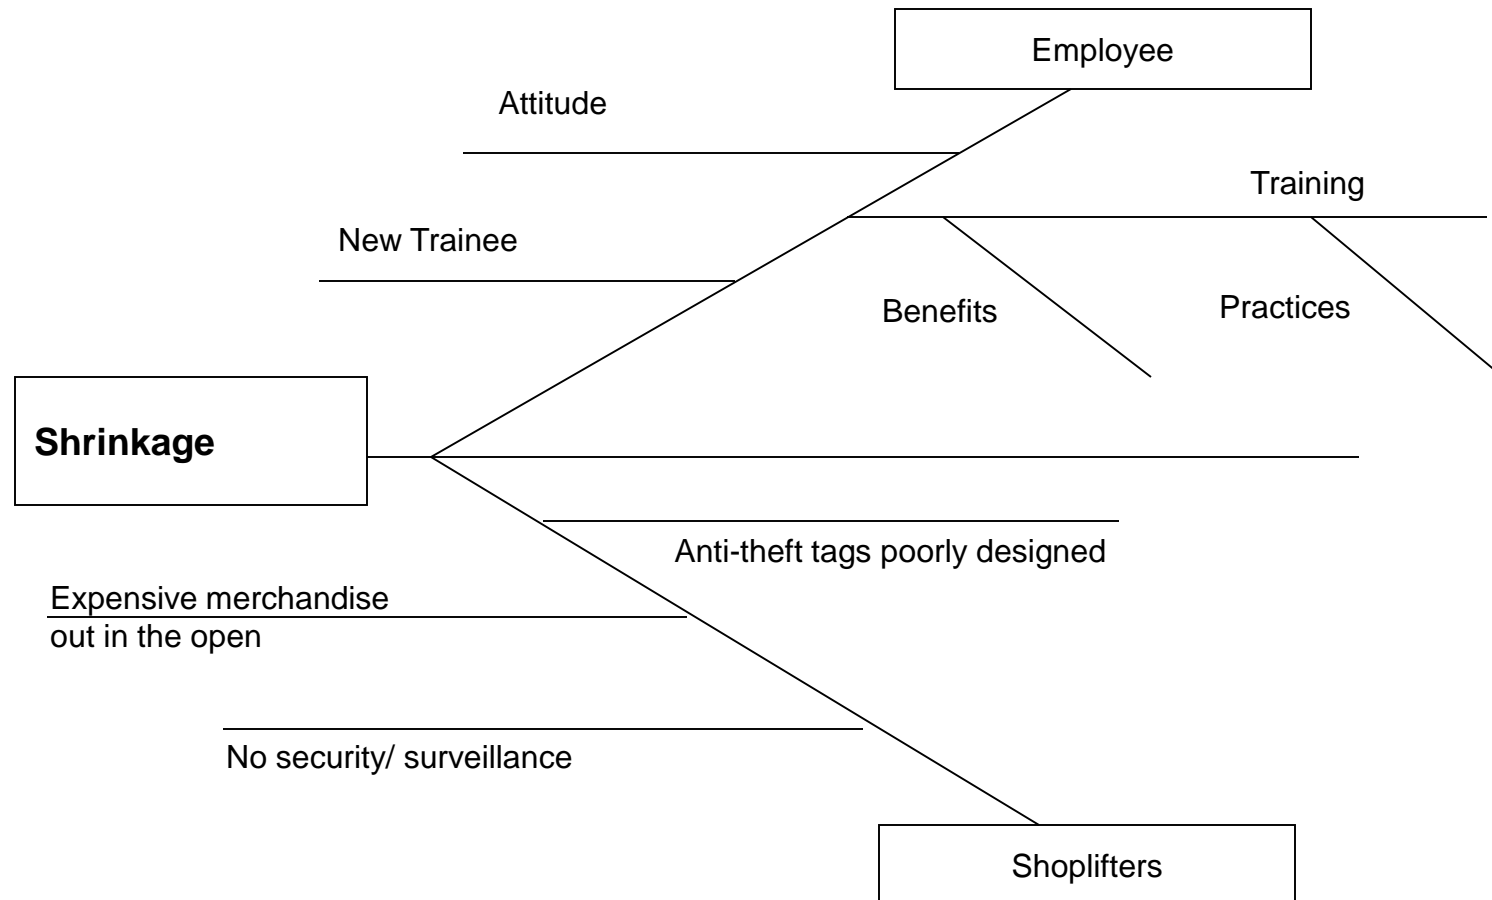 Employee
Attitude
Training
New Trainee
Benefits
Practices
Shrinkage
Anti-theft tags poorly designed
Expensive merchandise
out in the open
No security/ surveillance
Shoplifters